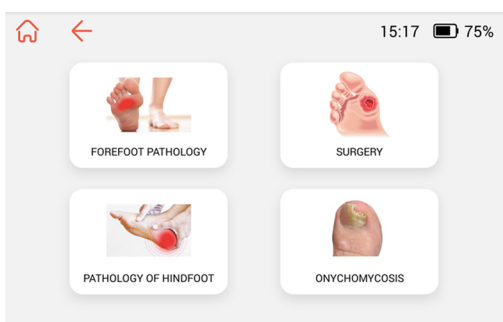 15:17 75%
FOREFOOT PATHOLOGY
SURGERY
PATHOLOGY OF HINDFOOT
ONYCHOMYCOSIS